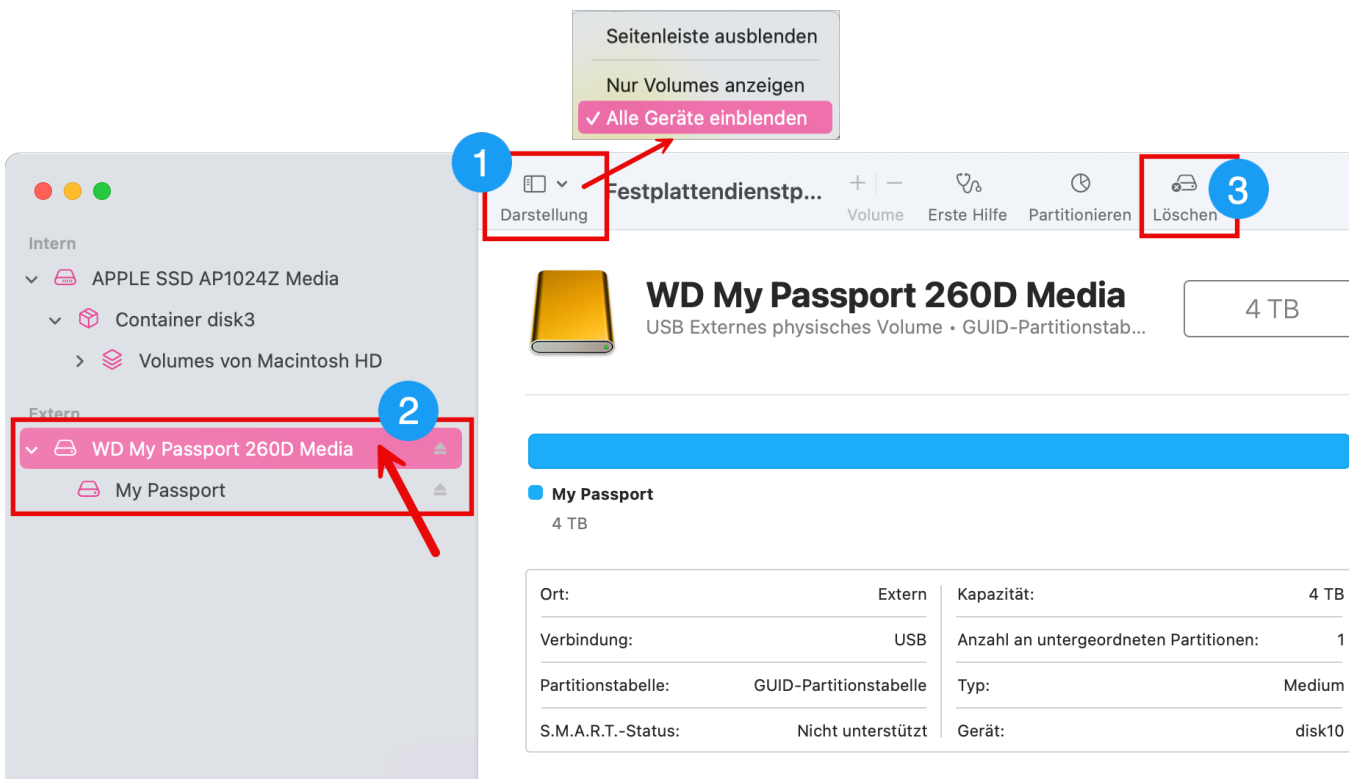 Seitenleiste ausblenden
Nur Volumes anzeigen
✓ Alle Geräte einblenden
1
Darstellung
Festplattendienstp...
Volume
Erste Hilfe
Partitionieren
Löschen
3
Intern
APPLE SSD AP1024Z Media
Container disk3
Volumes von Macintosh HD
Extern
2
WD My Passport 260D Media
My Passport
WD My Passport 260D Media
USB Externes physisches Volume • GUID-Partitionstab...
4 TB
My Passport
4 TB
Ort: Extern
Kapazität: 4 TB
Verbindung: USB
Anzahl an untergeordneten Partitionen: 1
Partitionstabelle: GUID-Partitionstabelle
Typ: Medium
S.M.A.R.T.-Status: Nicht unterstützt
Gerät: disk10